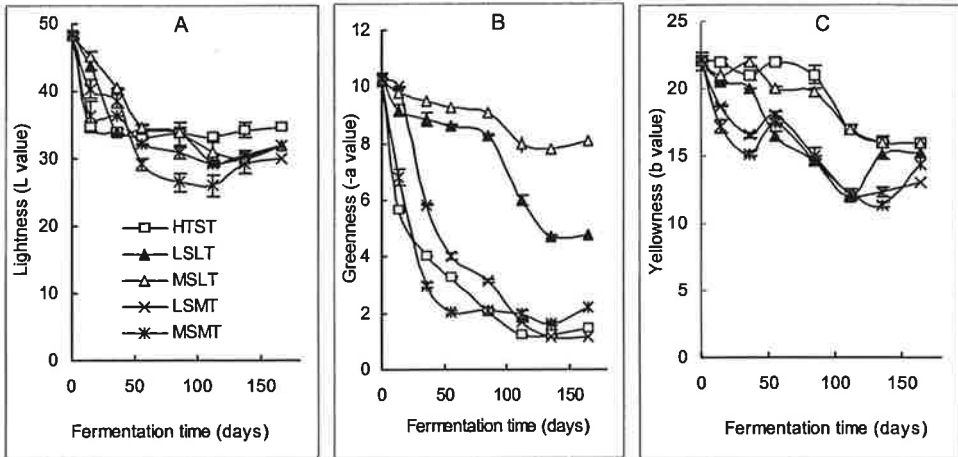 A
50
40
30
20
10
0
Lightness (L value)
HTST
LSLT
MSLT
LSMT
MSMT
0 50 100 150
Fermentation time (days)
B
12
10
8
6
4
2
0
Greenness (-a value)
0 50 100 150
Fermentation time (days)
C
25
20
15
10
5
0
Yellowness (b value)
0 50 100 150
Fermentation time (days)